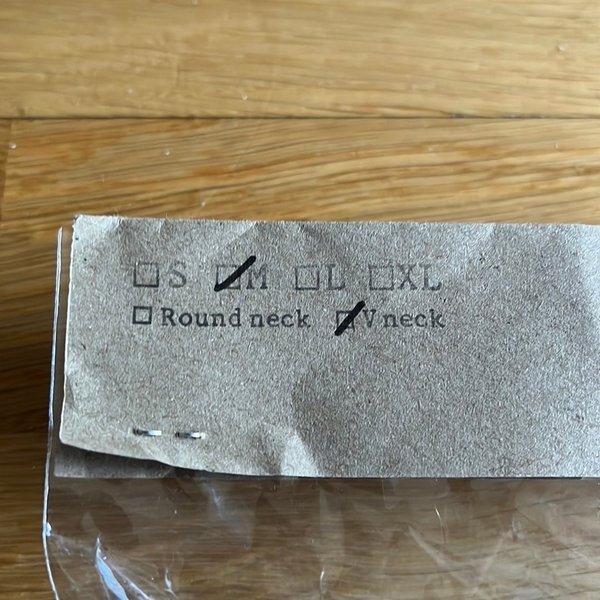 ☐ S ☑ M ☐ L ☐ XL
☐ Round neck ☑ V neck